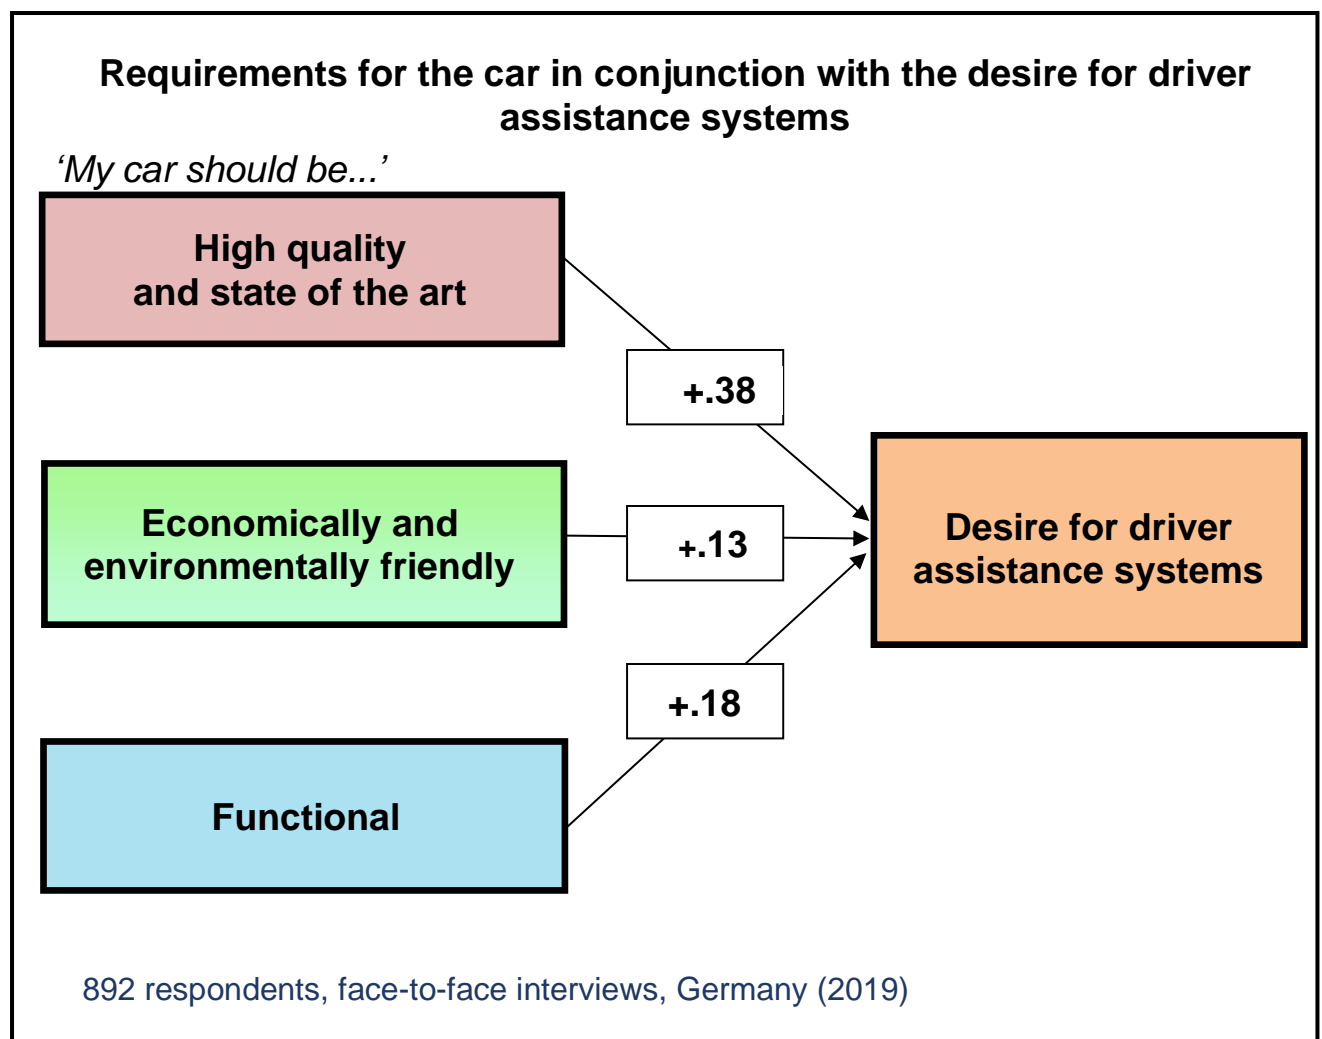 Requirements for the car in conjunction with the desire for driver
assistance systems
‘My car should be...’
High quality
and state of the art
+.38
Economically and
environmentally friendly
+.13
Desire for driver
assistance systems
+.18
Functional
892 respondents, face-to-face interviews, Germany (2019)